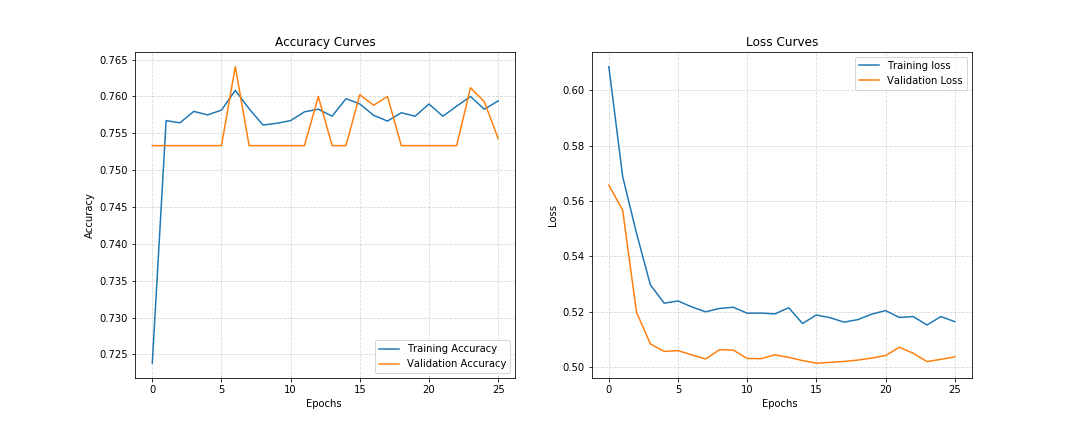 Accuracy Curves
0.765
0.760
0.755
0.750
0.745
0.740
0.735
0.730
0.725
Accuracy
0
5
10
15
20
25
Epochs
Training Accuracy
Validation Accuracy
Loss Curves
0.60
0.58
0.56
0.54
0.52
0.50
Loss
0
5
10
15
20
25
Epochs
Training loss
Validation Loss